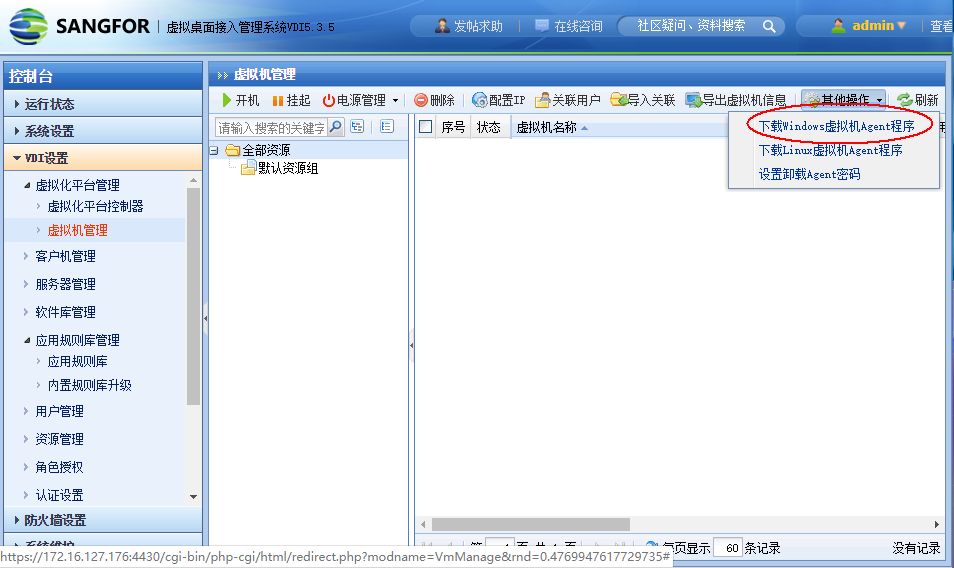 SANGFOR 虚拟桌面接入管理系统VDI5.3.5 发帖求助 在线咨询 社区疑问、资料搜索 admin 查看
控制台
运行状态
系统设置
VDI设置
虚拟化平台管理
虚拟化平台控制器
虚拟机管理
客户机管理
服务器管理
软件库管理
应用规则库管理
应用规则库
内置规则库升级
用户管理
资源管理
角色授权
认证设置
防火墙设置
虚拟机管理
开机 挂起 电源管理 删除 配置IP 关联用户 导入关联 导出虚拟机信息 其他操作 刷新
请输入搜索的关键字
全部资源
默认资源组
序号 状态 虚拟机名称
下载Windows虚拟机Agent程序
下载Linux虚拟机Agent程序
设置卸载Agent密码
页显示 60 条记录 没有记录
https://172.16.127.176:4430/cgi-bin/php-cgi/html/redirect.php?modname=VmManage&rnd=0.4769947617729735#